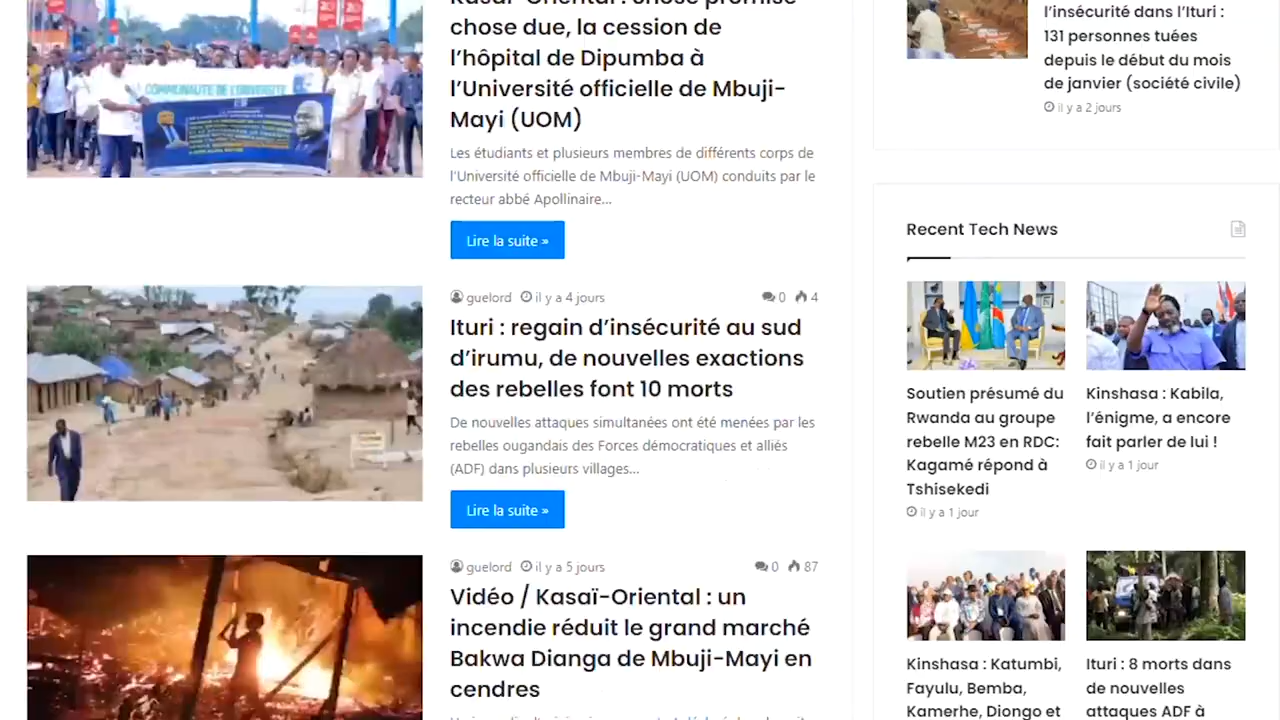 Kasaï-Oriental : chose promise
chose due, la cession de
l’hôpital de Dipumba à
l’Université officielle de Mbuji-
Mayi (UOM)
Les étudiants et plusieurs membres de différents corps de
l’Université officielle de Mbuji-Mayi (UOM) conduits par le
recteur abbé Apollinaire…
Lire la suite »
COMMUNAUTE DE L'UNIVERSITE
guelord il y a 4 jours 0 4
Ituri : regain d’insécurité au sud
d’irumu, de nouvelles exactions
des rebelles font 10 morts
De nouvelles attaques simultanées ont été menées par les
rebelles ougandais des Forces démocratiques et alliés
(ADF) dans plusieurs villages…
Lire la suite »
guelord il y a 5 jours 0 87
Vidéo / Kasaï-Oriental : un
incendie réduit le grand marché
Bakwa Dianga de Mbuji-Mayi en
cendres
l’insécurité dans l’Ituri :
131 personnes tuées
depuis le début du mois
de janvier (société civile)
il y a 2 jours
Recent Tech News
Soutien présumé du
Rwanda au groupe
rebelle M23 en RDC:
Kagamé répond à
Tshisekedi
il y a 1 jour
Kinshasa : Kabila,
l’énigme, a encore
fait parler de lui !
il y a 1 jour
Kinshasa : Katumbi,
Fayulu, Bemba,
Kamerhe, Diongo et
Ituri : 8 morts dans
de nouvelles
attaques ADF à